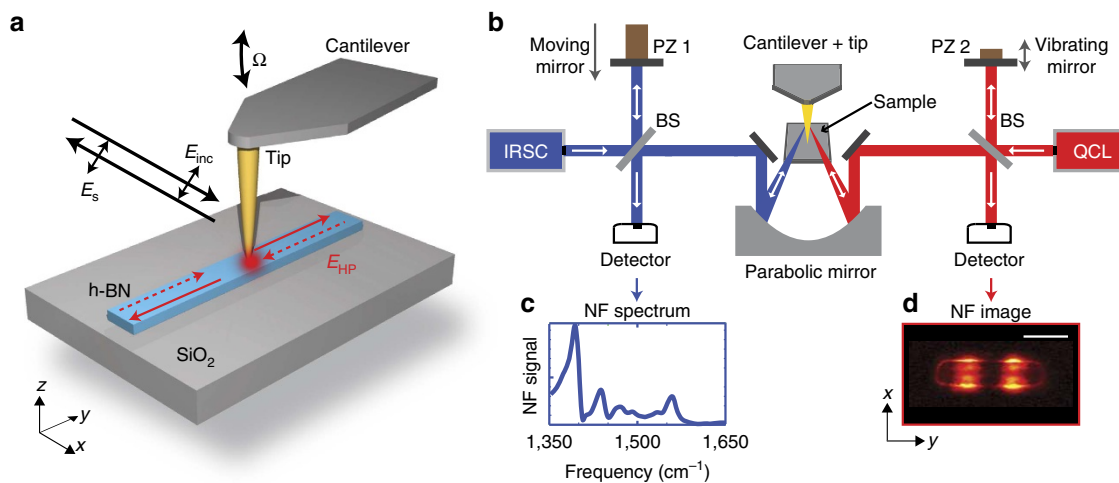 a
Cantilever
Ω
Tip
E_inc
E_s
E_HP
h-BN
SiO₂
z
y
x
b
Moving
mirror
PZ 1
Cantilever + tip
PZ 2
Vibrating
mirror
Sample
BS
BS
IRSC
QCL
Detector
Parabolic mirror
Detector
c
NF spectrum
NF signal
1,350
1,500
1,650
Frequency (cm⁻¹)
d
NF image
x
y